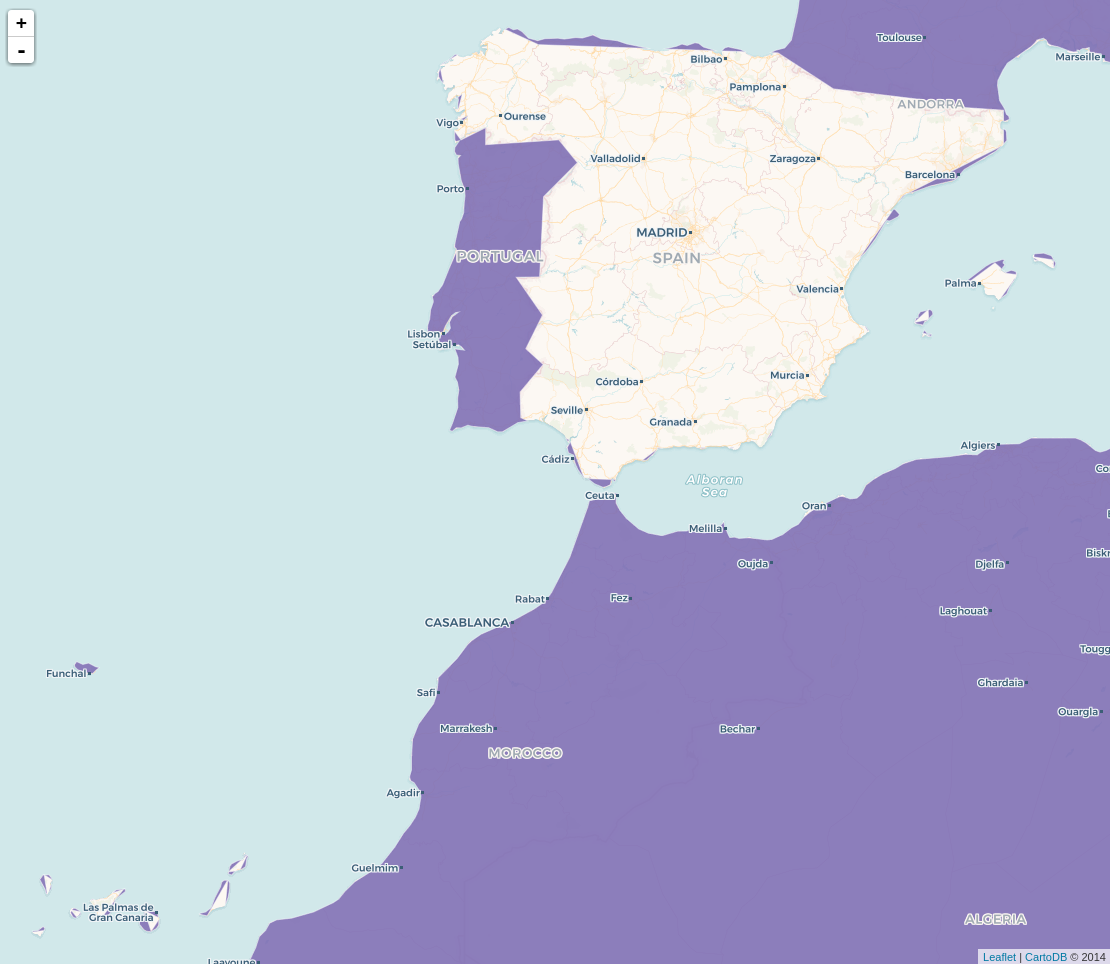 +
-
Toulouse
Marseille
Bilbao
Pamplona
ANDORRA
Ourense
Vigo
Valladolid
Zaragoza
Barcelona
Porto
MADRID
PORTUGAL
SPAIN
Palma
Valencia
Lisbon
Setúbal
Murcia
Córdoba
Seville
Granada
Algiers
Cádiz
Alboran
Sea
Ceuta
Oran
Melilla
Oujda
Djelfa
Biskr
Rabat
Fez
Laghouat
CASABLANCA
Tougg
Funchal
Ghardaia
Safi
Ouargla
Marrakesh
Bechar
MOROCCO
Agadir
Guelmim
Las Palmas de
Gran Canaria
ALGERIA
Laayoune
Leaflet | CartoDB © 2014